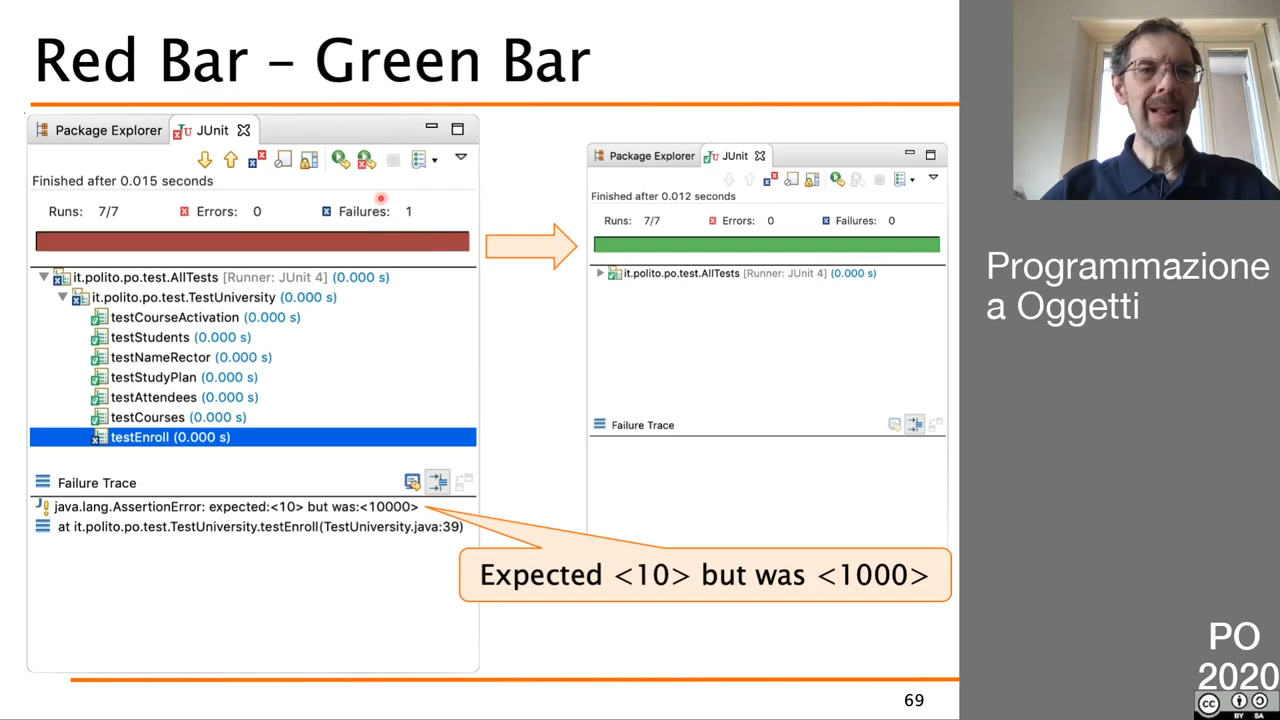 Red Bar – Green Bar
Package Explorer JUnit
Finished after 0.015 seconds
Runs: 7/7 Errors: 0 Failures: 1
it.polito.po.test.AllTests [Runner: JUnit 4] (0.000 s)
it.polito.po.test.TestUniversity (0.000 s)
testCourseActivation (0.000 s)
testStudents (0.000 s)
testNameRector (0.000 s)
testStudyPlan (0.000 s)
testAttendees (0.000 s)
testCourses (0.000 s)
testEnroll (0.000 s)
Failure Trace
java.lang.AssertionError: expected:<10> but was:<10000>
at it.polito.po.test.TestUniversity.testEnroll(TestUniversity.java:39)
Package Explorer JUnit
Finished after 0.012 seconds
Runs: 7/7 Errors: 0 Failures: 0
it.polito.po.test.AllTests [Runner: JUnit 4] (0.000 s)
Failure Trace
Expected <10> but was <1000>
69
Programmazione
a Oggetti
PO
2020
cc
BY SA